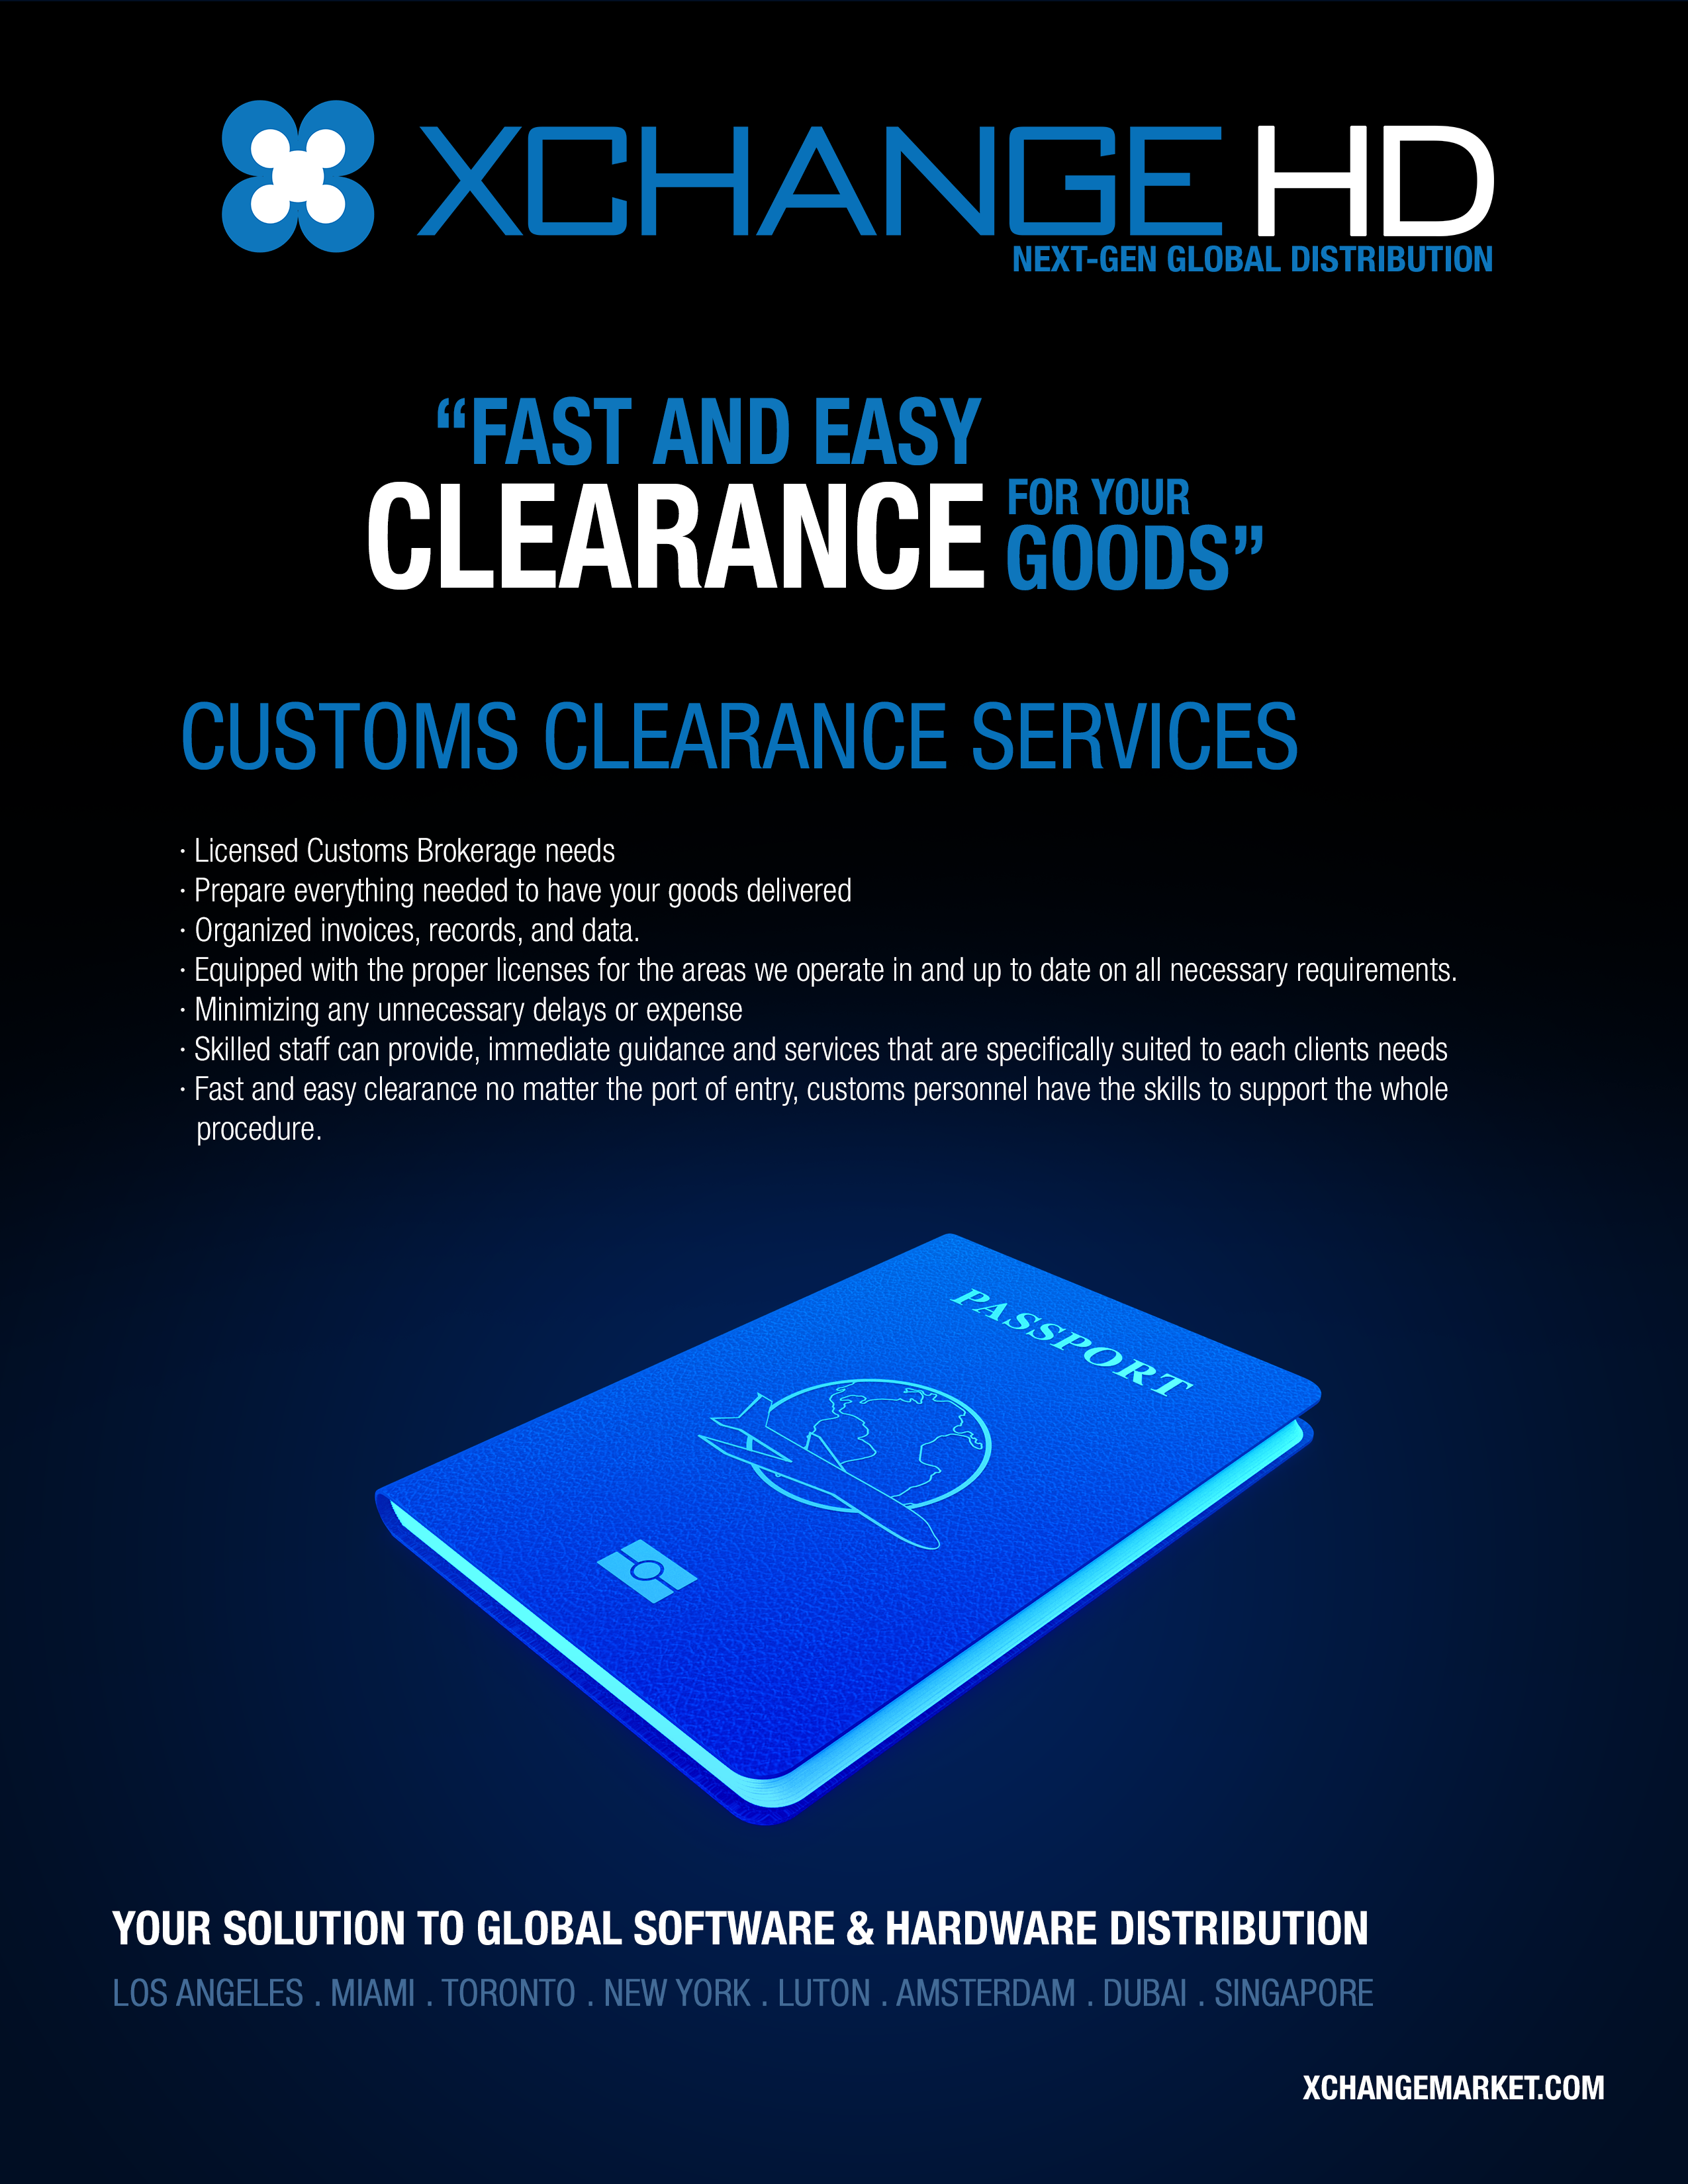 XCHANGE HD
NEXT-GEN GLOBAL DISTRIBUTION
“FAST AND EASY
CLEARANCE FOR YOUR
GOODS”
CUSTOMS CLEARANCE SERVICES
· Licensed Customs Brokerage needs
· Prepare everything needed to have your goods delivered
· Organized invoices, records, and data.
· Equipped with the proper licenses for the areas we operate in and up to date on all necessary requirements.
· Minimizing any unnecessary delays or expense
· Skilled staff can provide, immediate guidance and services that are specifically suited to each clients needs
· Fast and easy clearance no matter the port of entry, customs personnel have the skills to support the whole
procedure.
PASSPORT
YOUR SOLUTION TO GLOBAL SOFTWARE & HARDWARE DISTRIBUTION
LOS ANGELES . MIAMI . TORONTO . NEW YORK . LUTON . AMSTERDAM . DUBAI . SINGAPORE
XCHANGEMARKET.COM